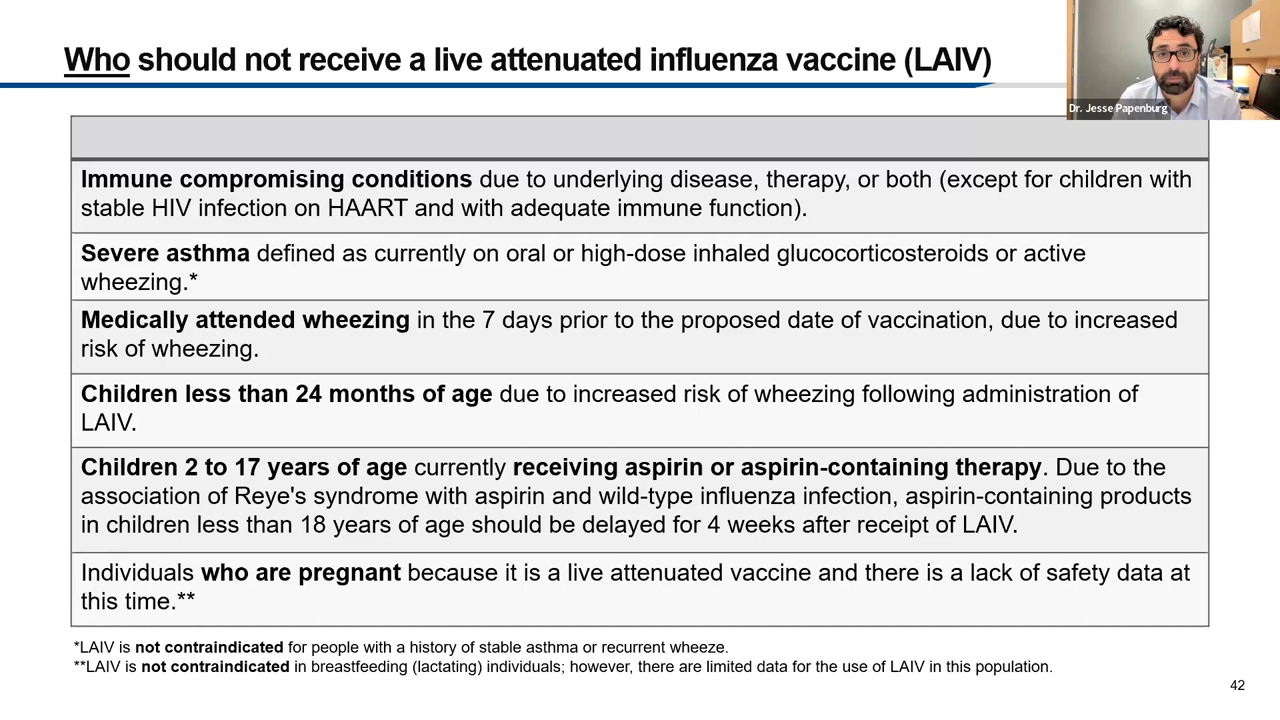 Who should not receive a live attenuated influenza vaccine (LAIV)
Dr. Jesse Papenburg
Immune compromising conditions due to underlying disease, therapy, or both (except for children with
stable HIV infection on HAART and with adequate immune function).
Severe asthma defined as currently on oral or high-dose inhaled glucocorticosteroids or active
wheezing.*
Medically attended wheezing in the 7 days prior to the proposed date of vaccination, due to increased
risk of wheezing.
Children less than 24 months of age due to increased risk of wheezing following administration of
LAIV.
Children 2 to 17 years of age currently receiving aspirin or aspirin-containing therapy. Due to the
association of Reye's syndrome with aspirin and wild-type influenza infection, aspirin-containing products
in children less than 18 years of age should be delayed for 4 weeks after receipt of LAIV.
Individuals who are pregnant because it is a live attenuated vaccine and there is a lack of safety data at
this time.**
*LAIV is not contraindicated for people with a history of stable asthma or recurrent wheeze.
**LAIV is not contraindicated in breastfeeding (lactating) individuals; however, there are limited data for the use of LAIV in this population.
42